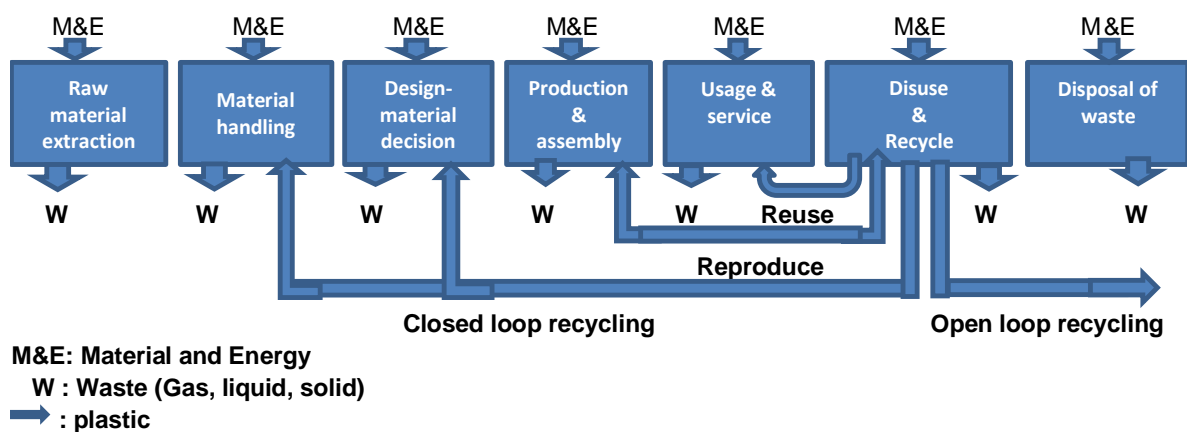 M&E M&E M&E M&E M&E M&E M&E
Raw
material
extraction
Material
handling
Design-
material
decision
Production
&
assembly
Usage &
service
Disuse
&
Recycle
Disposal of
waste
W W W W W W W
Reuse
Reproduce
Closed loop recycling
Open loop recycling
M&E: Material and Energy
W : Waste (Gas, liquid, solid)
: plastic